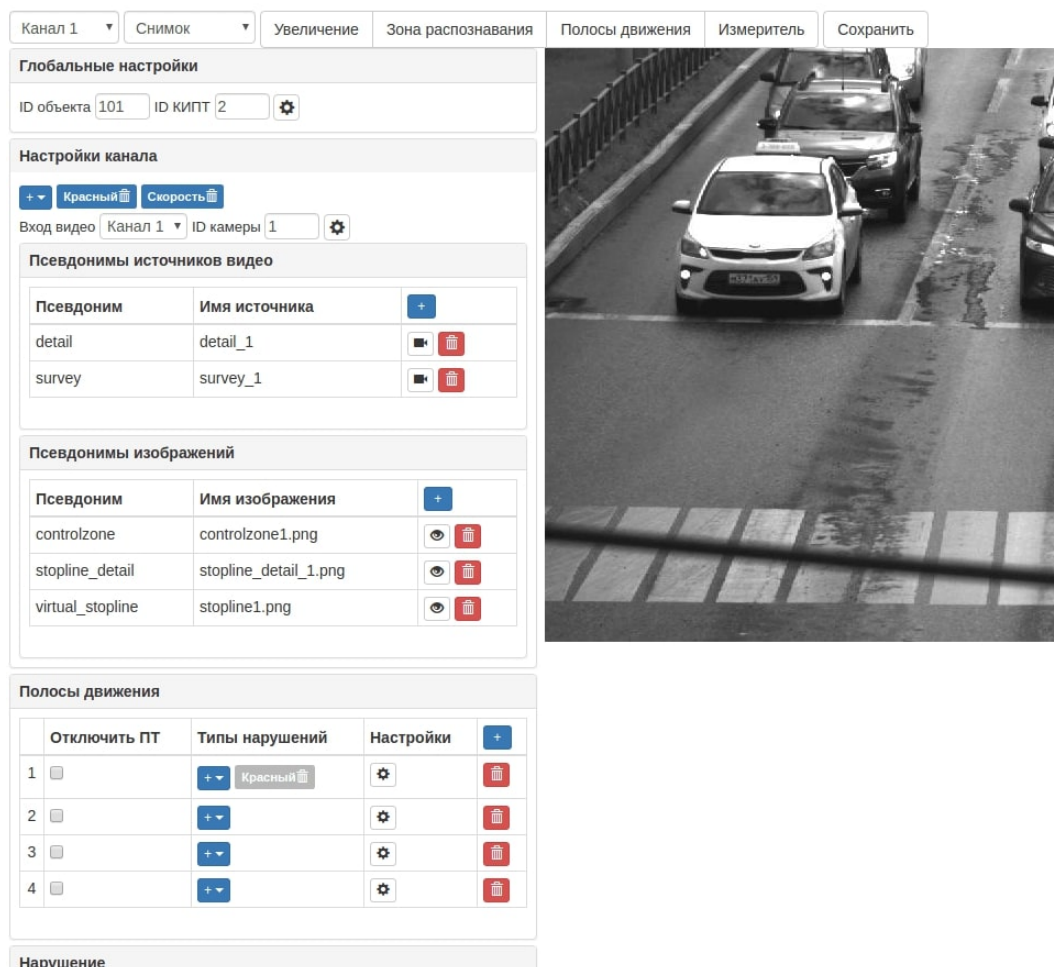 Канал 1 Снимок Увеличение Зона распознавания Полосы движения Измеритель Сохранить
Глобальные настройки
ID объекта 101 ID КИПТ 2
Настройки канала
+ Красный Скорость
Вход видео Канал 1 ID камеры 1
Псевдонимы источников видео
Псевдоним Имя источника +
detail detail_1
survey survey_1
Псевдонимы изображений
Псевдоним Имя изображения +
controlzone controlzone1.png
stopline_detail stopline_detail_1.png
virtual_stopline stopline1.png
Полосы движения
Отключить ПТ Типы нарушений Настройки +
1 + Красный
2 +
3 +
4 +
Нарушение